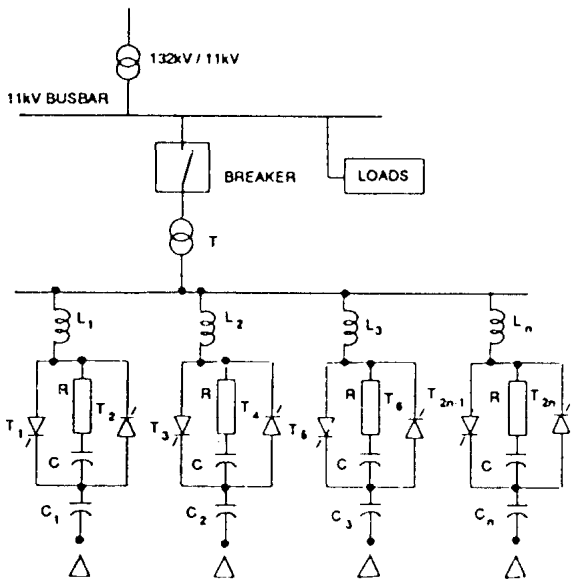 132kV / 11kV
11kV BUSBAR
BREAKER
LOADS
T
L1 L2 L3 Ln
R R R R
T1 T2 T3 T4 T5 T6 T2n-1 T2n
C C C C
C1 C2 C3 Cn